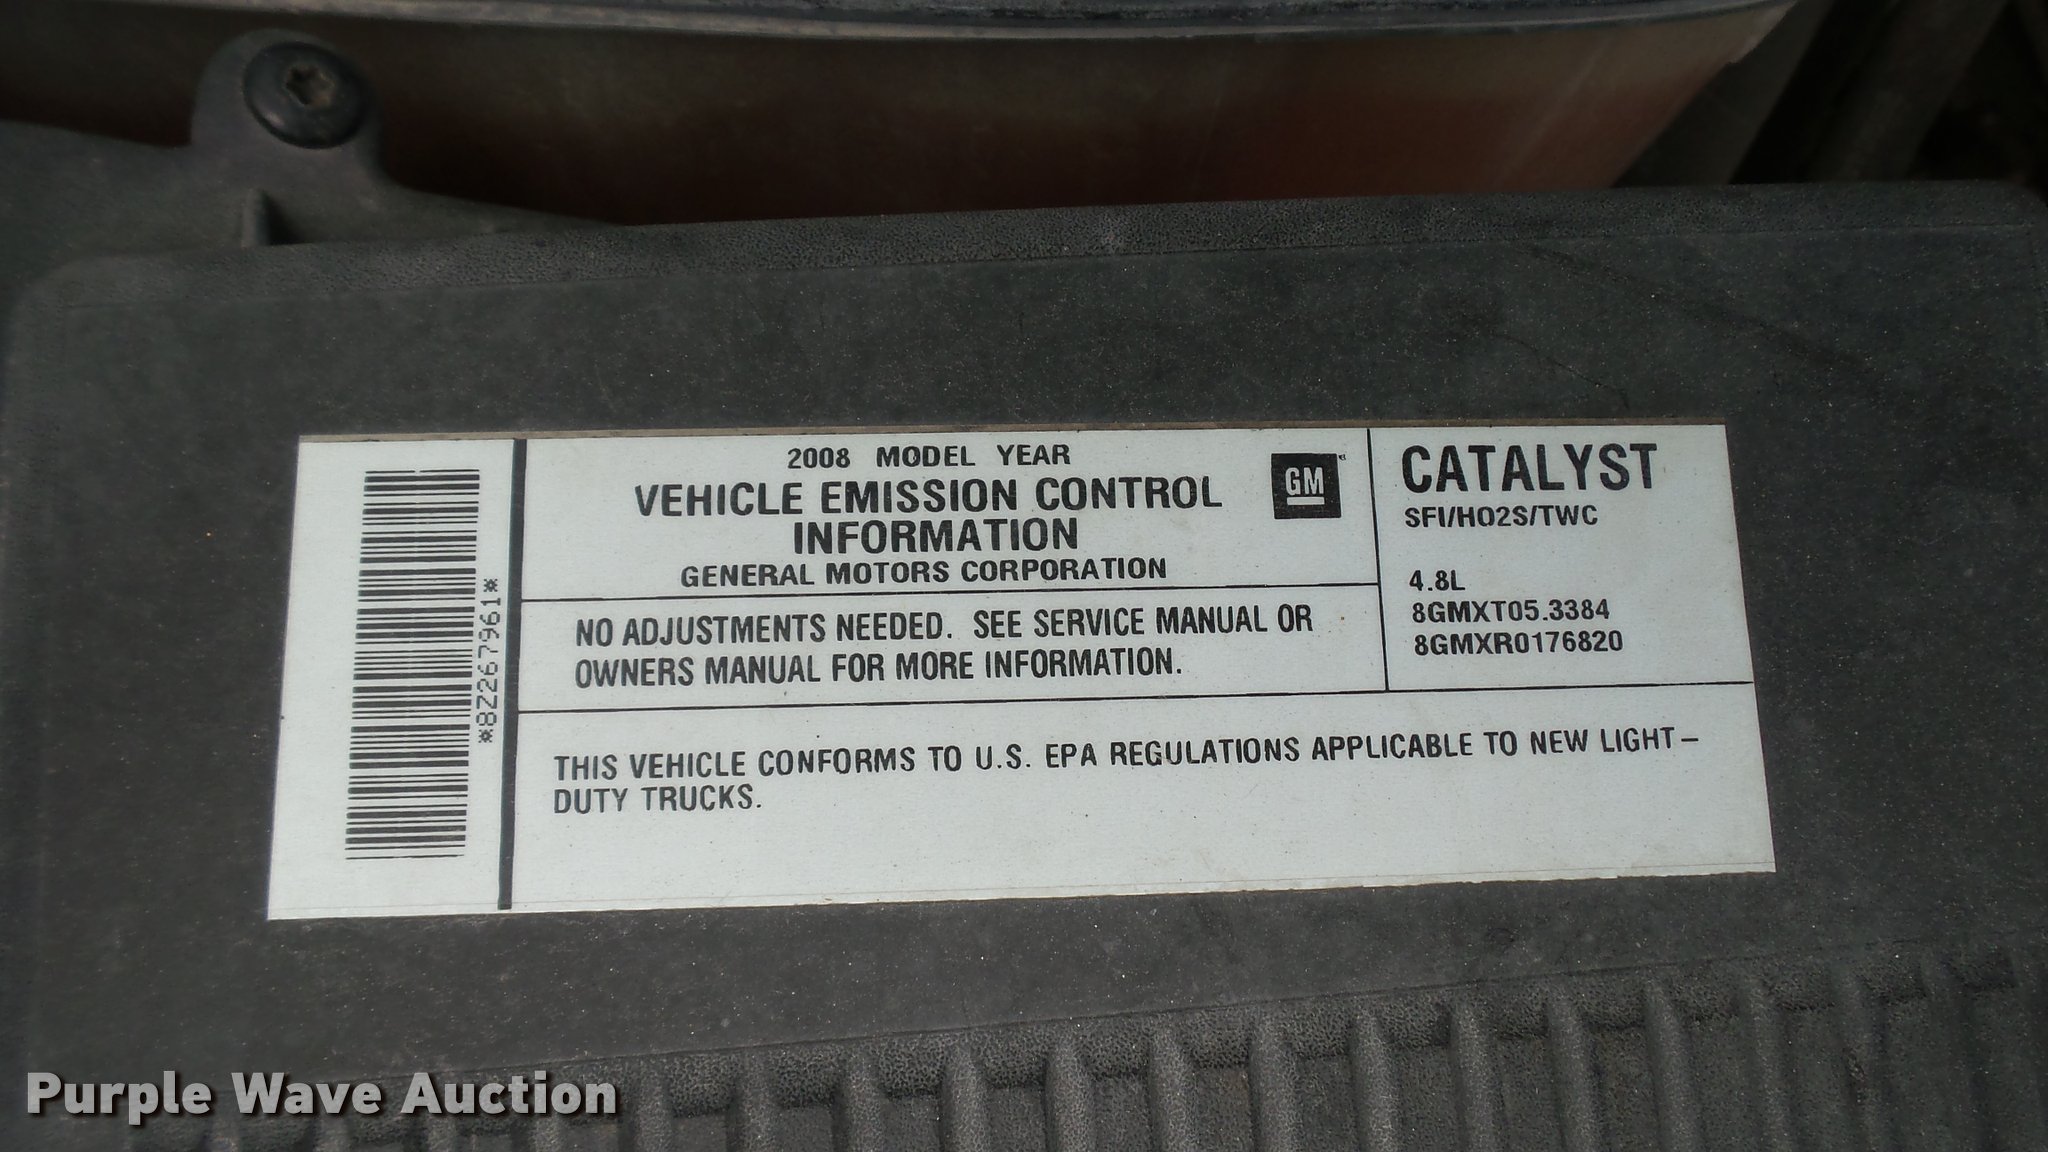 2008 MODEL YEAR
VEHICLE EMISSION CONTROL
INFORMATION
GENERAL MOTORS CORPORATION
GM
NO ADJUSTMENTS NEEDED. SEE SERVICE MANUAL OR
OWNERS MANUAL FOR MORE INFORMATION.
CATALYST
SFI/HO2S/TWC
4.8L
8GMXT05.3384
8GMXR0176820
THIS VEHICLE CONFORMS TO U.S. EPA REGULATIONS APPLICABLE TO NEW LIGHT-
DUTY TRUCKS.
*8Z267961*
Purple Wave Auction